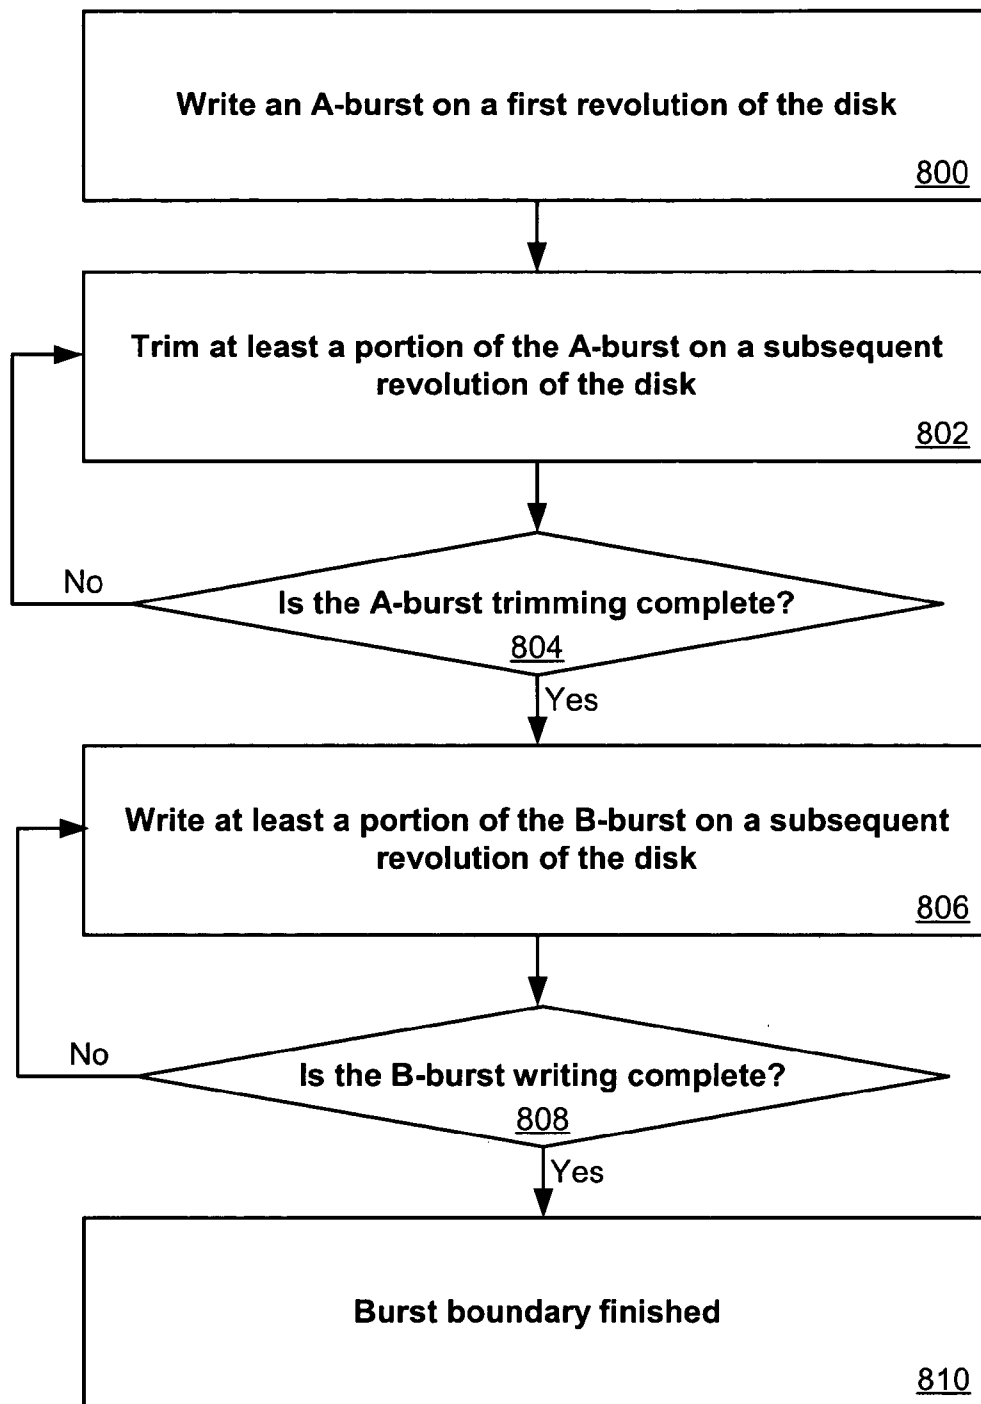 Write an A-burst on a first revolution of the disk
800
Trim at least a portion of the A-burst on a subsequent
revolution of the disk
802
No
Is the A-burst trimming complete?
804
Yes
Write at least a portion of the B-burst on a subsequent
revolution of the disk
806
No
Is the B-burst writing complete?
808
Yes
Burst boundary finished
810